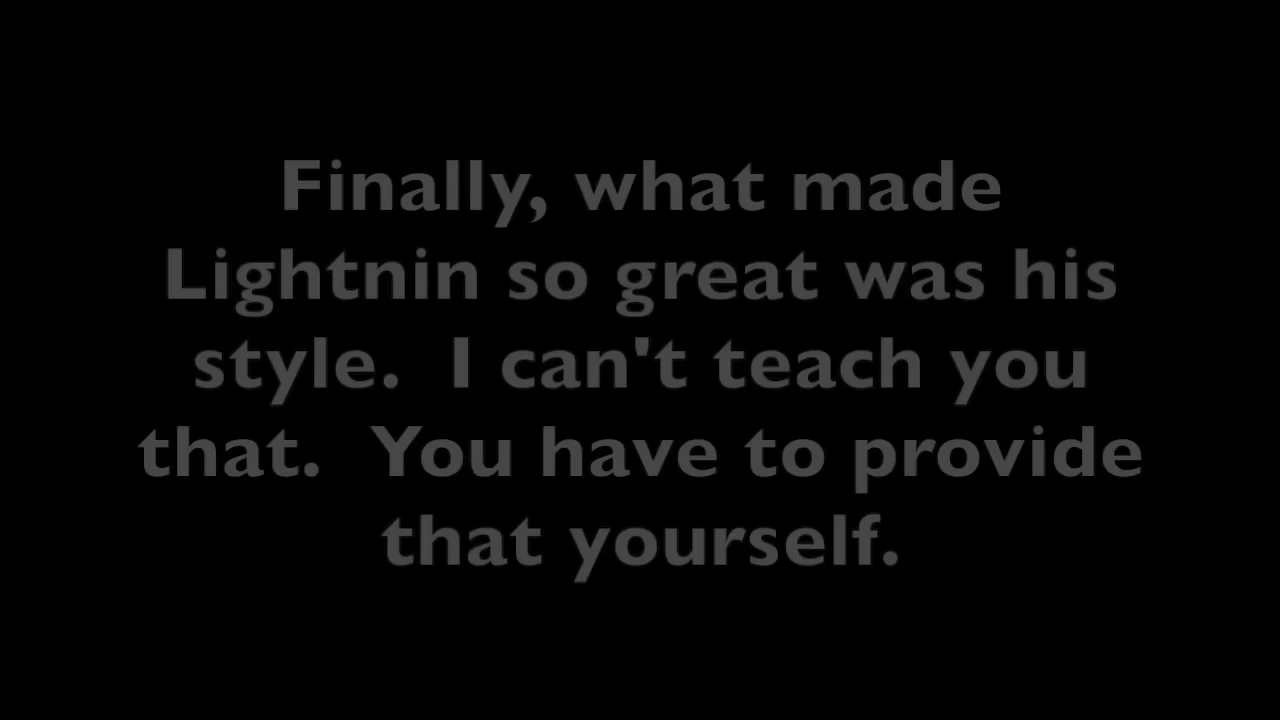 Finally, what made
Lightnin so great was his
style.  I can't teach you
that.  You have to provide
that yourself.